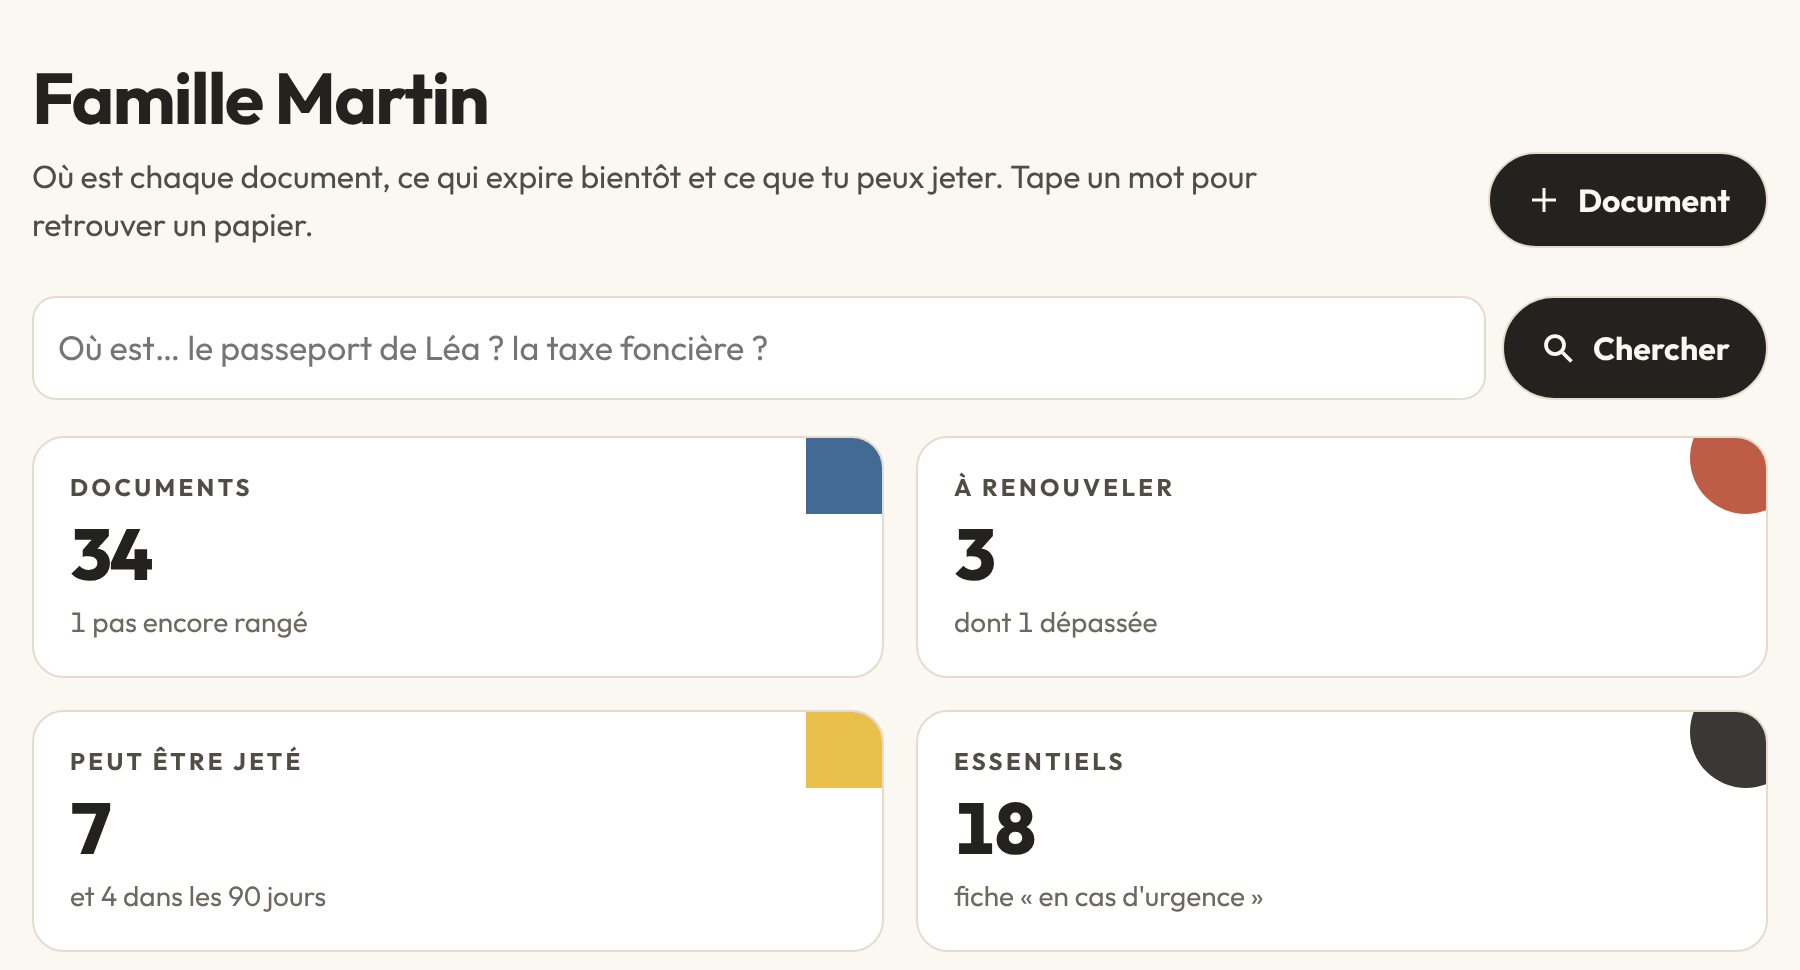 Famille Martin
Où est chaque document, ce qui expire bientôt et ce que tu peux jeter. Tape un mot pour
retrouver un papier.
Document
Où est… le passeport de Léa ? la taxe foncière ?
Chercher
DOCUMENTS
34
1 pas encore rangé
À RENOUVELER
3
dont 1 dépassée
PEUT ÊTRE JETÉ
7
et 4 dans les 90 jours
ESSENTIELS
18
fiche « en cas d'urgence »